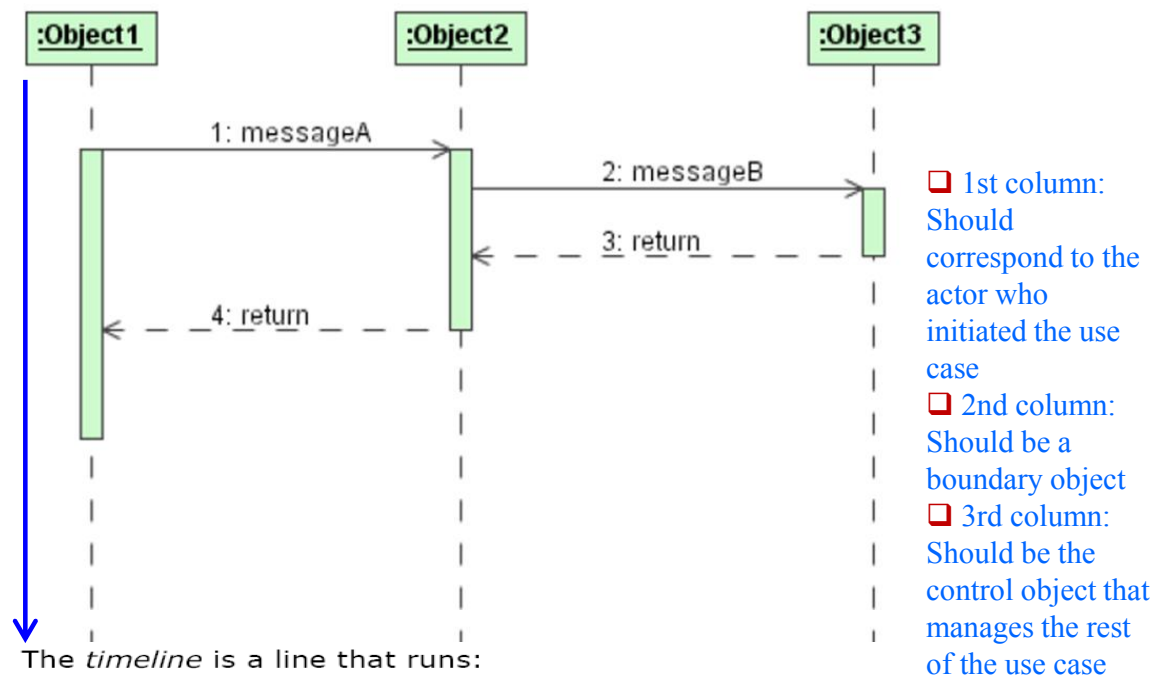 :Object1
:Object2
:Object3
1: messageA
2: messageB
3: return
4: return
❑ 1st column:
Should
correspond to the
actor who
initiated the use
case
❑ 2nd column:
Should be a
boundary object
❑ 3rd column:
Should be the
control object that
manages the rest
of the use case
The timeline is a line that runs: